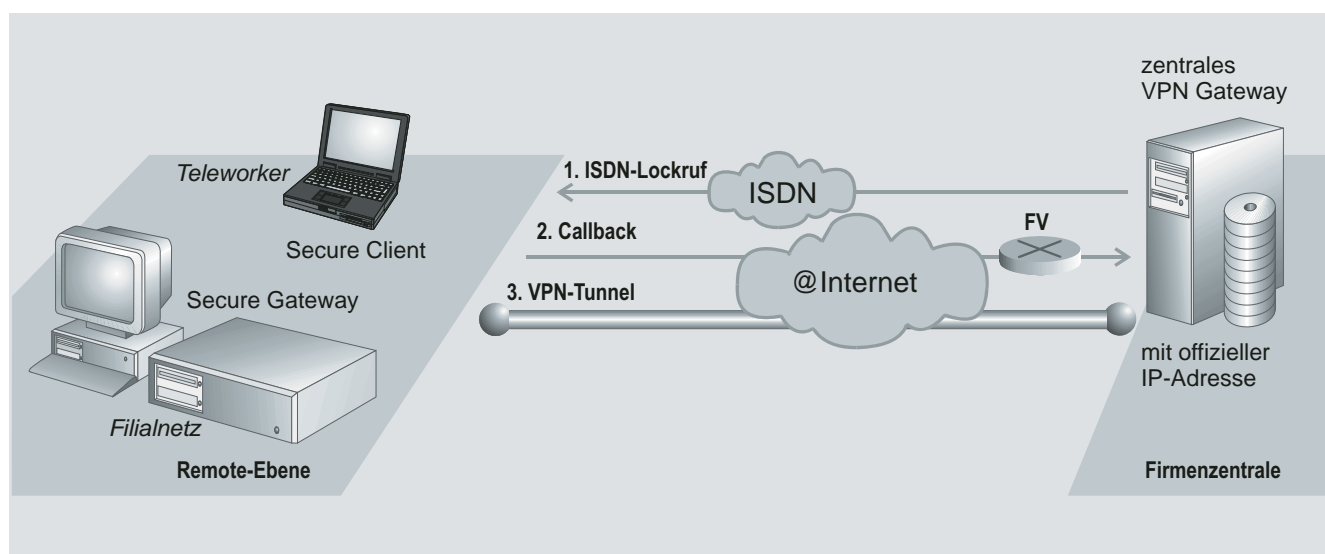 zentrales
VPN Gateway
Teleworker
1. ISDN-Lockruf
ISDN
Secure Client
2. Callback
FV
@Internet
Secure Gateway
3. VPN-Tunnel
mit offizieller
IP-Adresse
Filialnetz
Remote-Ebene
Firmenzentrale